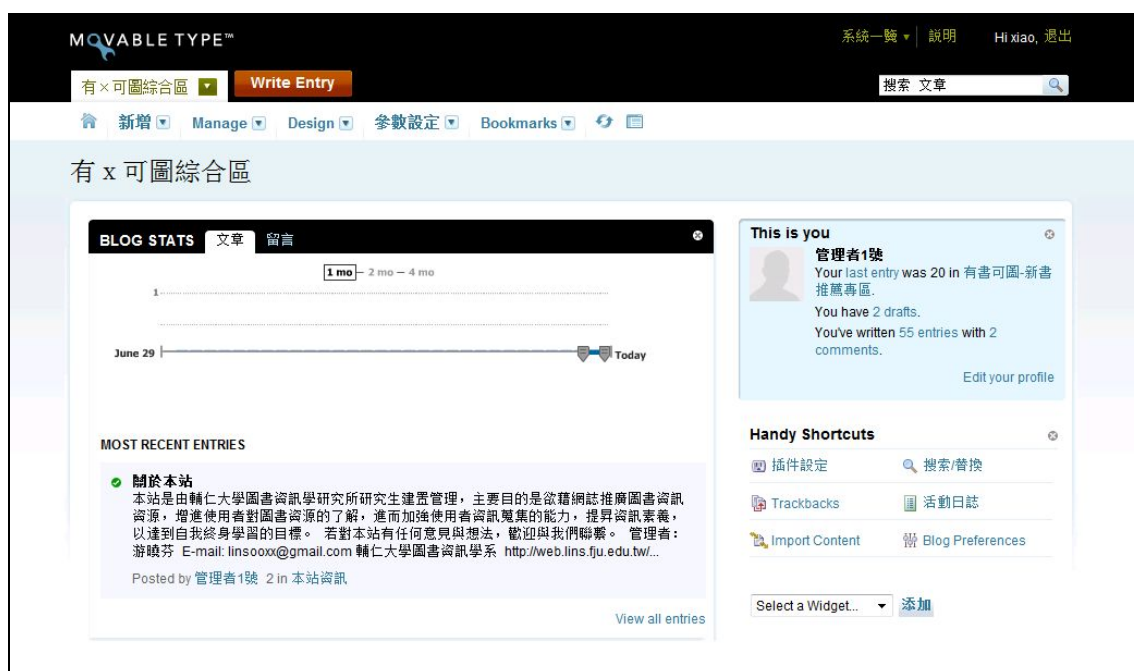 MOVABLE TYPE™
系統一覽 說明 Hi xiao, 退出
有×可圖綜合區 Write Entry 搜索 文章
新增 Manage Design 參數設定 Bookmarks
有 x 可圖綜合區
BLOG STATS 文章 留言
1 mo — 2 mo — 4 mo
1
June 29 Today
MOST RECENT ENTRIES
關於本站
本站是由輔仁大學圖書資訊學研究所研究生建置管理，主要目的是欲藉網誌推廣圖書資訊
資源，增進使用者對圖書資源的了解，進而加強使用者資訊蒐集的能力，提昇資訊素養，
以達到自我終身學習的目標。 若對本站有任何意見與想法，歡迎與我們聯繫。 管理者：
游曉芬 E-mail: linsooxx@gmail.com 輔仁大學圖書資訊學系 http://web.lins.fju.edu.tw/...
Posted by 管理者1號 2 in 本站資訊
View all entries
This is you
管理者1號
Your last entry was 20 in 有書可圖-新書
推薦專區.
You have 2 drafts.
You've written 55 entries with 2
comments.
Edit your profile
Handy Shortcuts
插件設定 搜索/替換
Trackbacks 活動日誌
Import Content Blog Preferences
Select a Widget... 添加